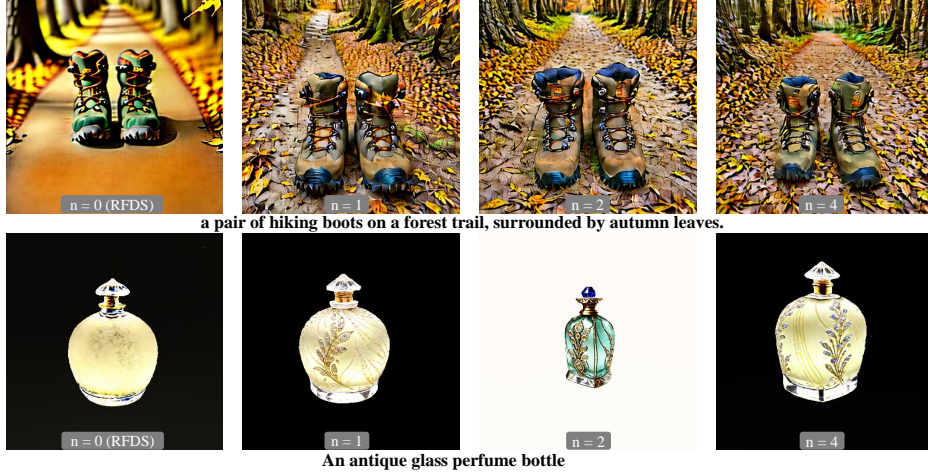 n = 0 (RFDS)
n = 1
n = 2
n = 4
a pair of hiking boots on a forest trail, surrounded by autumn leaves.
n = 0 (RFDS)
n = 1
n = 2
n = 4
An antique glass perfume bottle